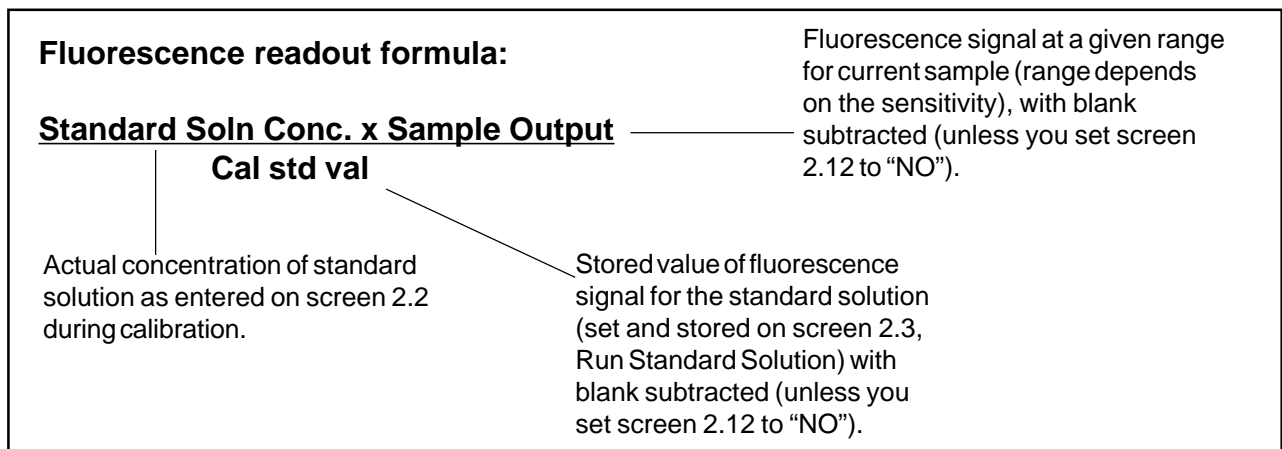 Fluorescence readout formula:
Standard Soln Conc. x Sample Output
Cal std val
Fluorescence signal at a given range
for current sample (range depends
on the sensitivity), with blank
subtracted (unless you set screen
2.12 to “NO”).
Actual concentration of standard
solution as entered on screen 2.2
during calibration.
Stored value of fluorescence
signal for the standard solution
(set and stored on screen 2.3,
Run Standard Solution) with
blank subtracted (unless you
set screen 2.12 to “NO”).